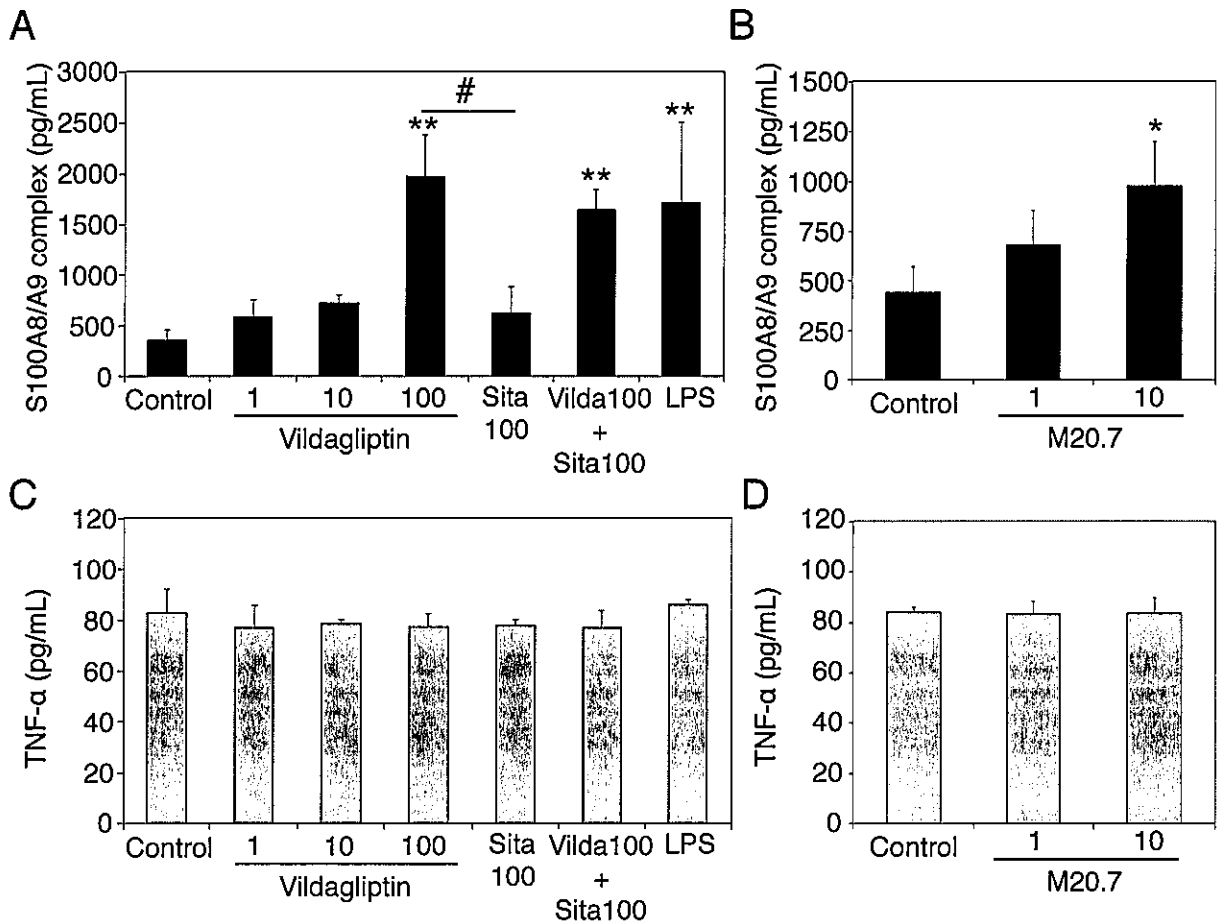 A
S100A8/A9 complex (pg/mL)
3000
2500
2000
1500
1000
500
0
#
**
**
**
Control
1
10
100
Sita
100
Vilda100
+
Sita100
LPS
Vildagliptin
B
S100A8/A9 complex (pg/mL)
1500
1250
1000
750
500
250
0
*
Control
1
10
M20.7
C
TNF-α (pg/mL)
120
100
80
60
40
20
0
Control
1
10
100
Sita
100
Vilda100
+
Sita100
LPS
Vildagliptin
D
TNF-α (pg/mL)
120
100
80
60
40
20
0
Control
1
10
M20.7